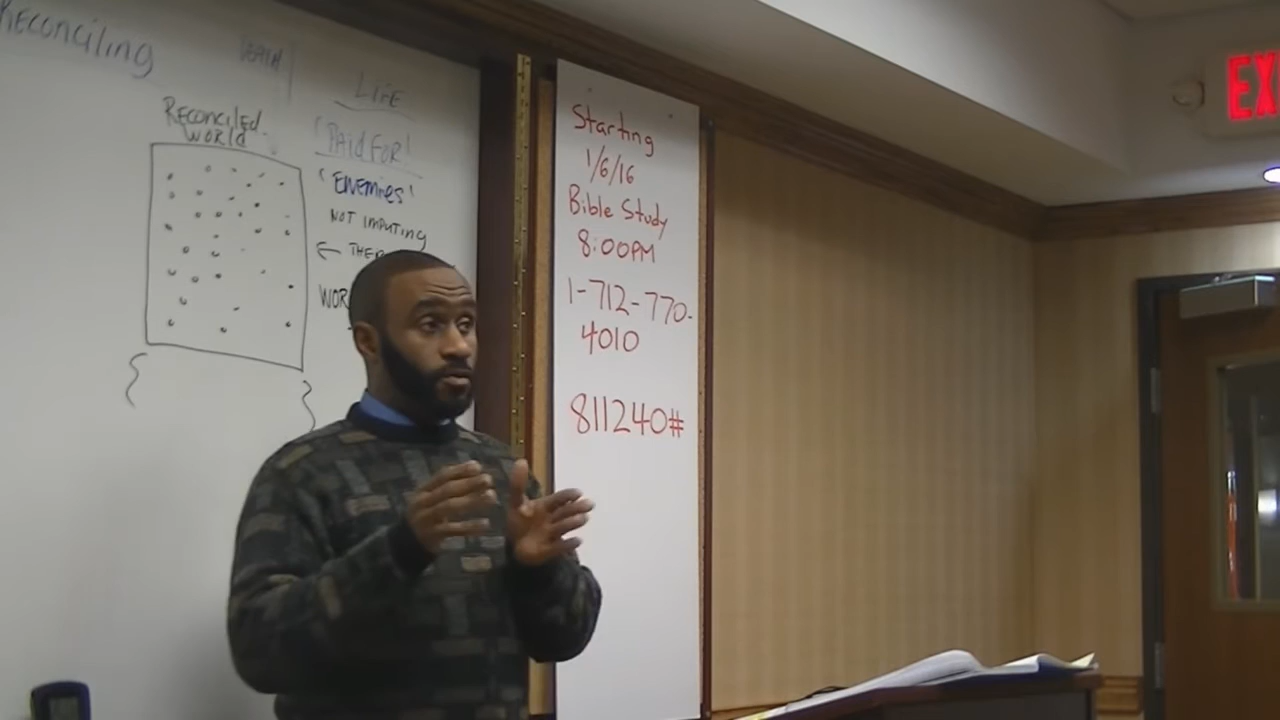 Reconciling
DEATH
LIFE
Reconciled
WORLD
'PAID FOR'
'ENEMIES'
NOT IMPUTING
←
Starting
1/6/16
Bible Study
8:00PM
1-712-770-
4010
811240#
EX